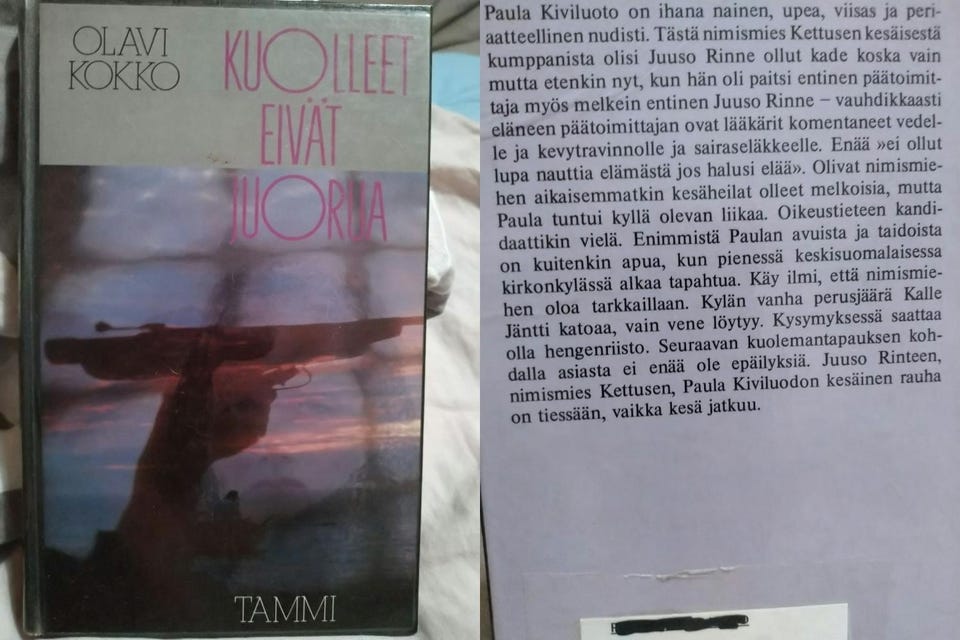 OLAVI
KOKKO
KUOLLEET
EIVÄT
JUORUA
TAMMI
Paula Kiviluoto on ihana nainen, upea, viisas ja peri-
aatteellinen nudisti. Tästä nimismies Kettusen kesäisestä
kumppanista olisi Juuso Rinne ollut kade koska vain
mutta etenkin nyt, kun hän oli paitsi entinen päätoimit-
taja myös melkein entinen Juuso Rinne – vauhdikkaasti
eläneen päätoimittajan ovat lääkärit komentaneet vedel-
le ja kevytravinnolle ja sairaseläkkeelle. Enää »ei ollut
lupa nauttia elämästä jos halusi elää». Olivat nimismie-
hen aikaisemmatkin kesäheilat olleet melkoisia, mutta
Paula tuntui kyllä olevan liikaa. Oikeustieteen kandi-
daattikin vielä. Enimmistä Paulan avuista ja taidoista
on kuitenkin apua, kun pienessä keskisuomalaisessa
kirkonkylässä alkaa tapahtua. Käy ilmi, että nimismie-
hen oloa tarkkaillaan. Kylän vanha perusjäärä Kalle
Jäntti katoaa, vain vene löytyy. Kysymyksessä saattaa
olla hengenriisto. Seuraavan kuolemantapauksen koh-
dalla asiasta ei enää ole epäilyksiä. Juuso Rinteen,
nimismies Kettusen, Paula Kiviluodon kesäinen rauha
on tiessään, vaikka kesä jatkuu.